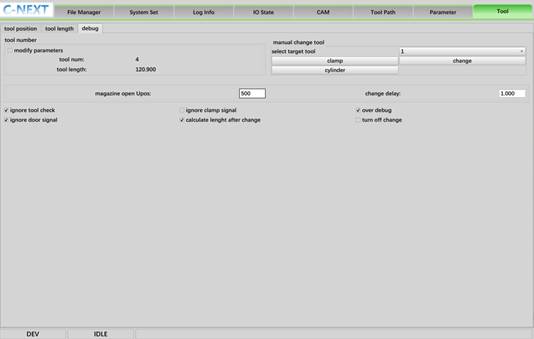 C-NEXT File Manager System Set Log Info IO State CAM Tool Path Parameter Tool
tool position tool length debug
tool number
modify parameters
tool num: 4
tool length: 120.900
manual change tool
select target tool 1
clamp change
cylinder
magazine open Upos: 500 change delay: 1.000
ignore tool check ignore clamp signal over debug
ignore door signal calculate lenght after change turn off change
DEV IDLE